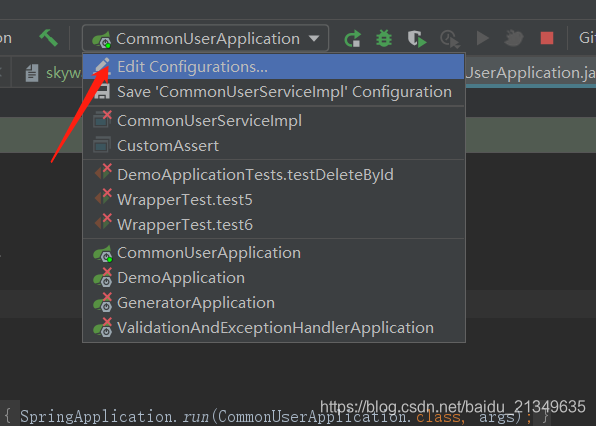 on
CommonUserApplication
Git
skyw
UserApplication.ja
Edit Configurations...
Save 'CommonUserServiceImpl' Configuration
CommonUserServiceImpl
CustomAssert
DemoApplicationTests.testDeleteById
WrapperTest.test5
WrapperTest.test6
CommonUserApplication
DemoApplication
GeneratorApplication
ValidationAndExceptionHandlerApplication
https://blog.csdn.net/baidu_21349635
{ SpringApplication.run(CommonUserApplication.class, args); }